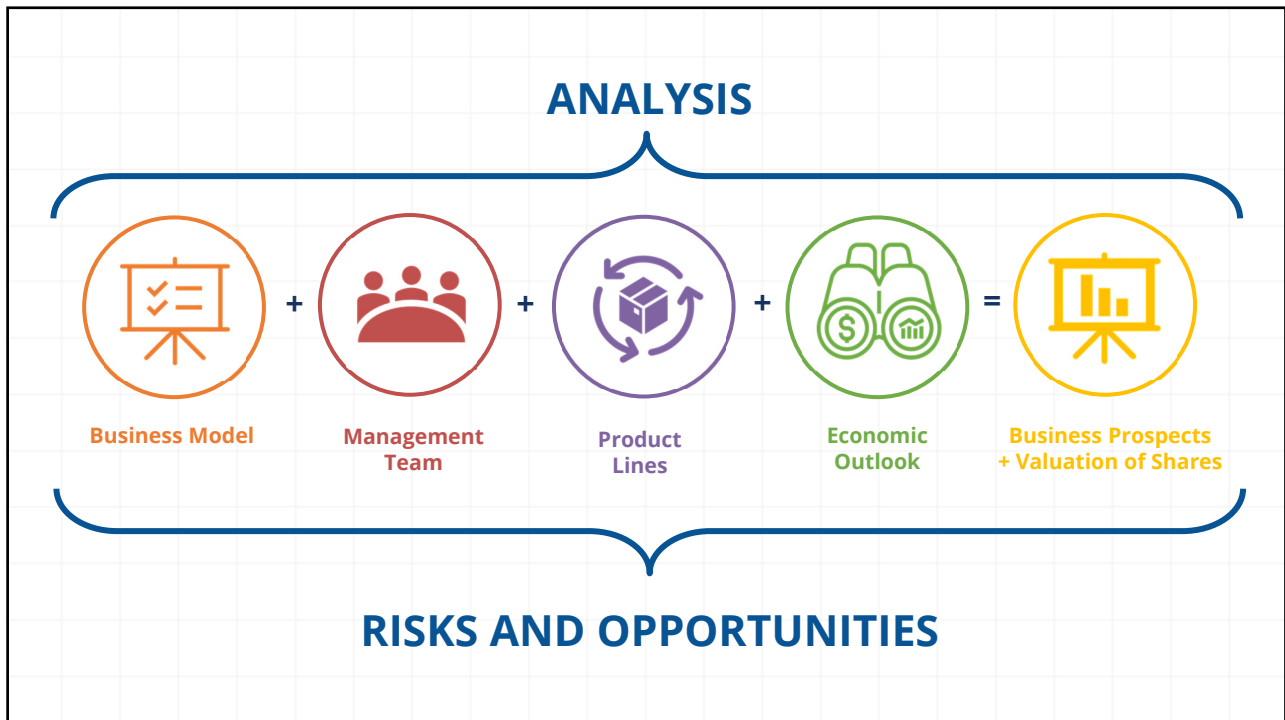 ANALYSIS
+
+
+
=
$
Business Model
Management
Team
Product
Lines
Economic
Outlook
Business Prospects
+ Valuation of Shares
RISKS AND OPPORTUNITIES